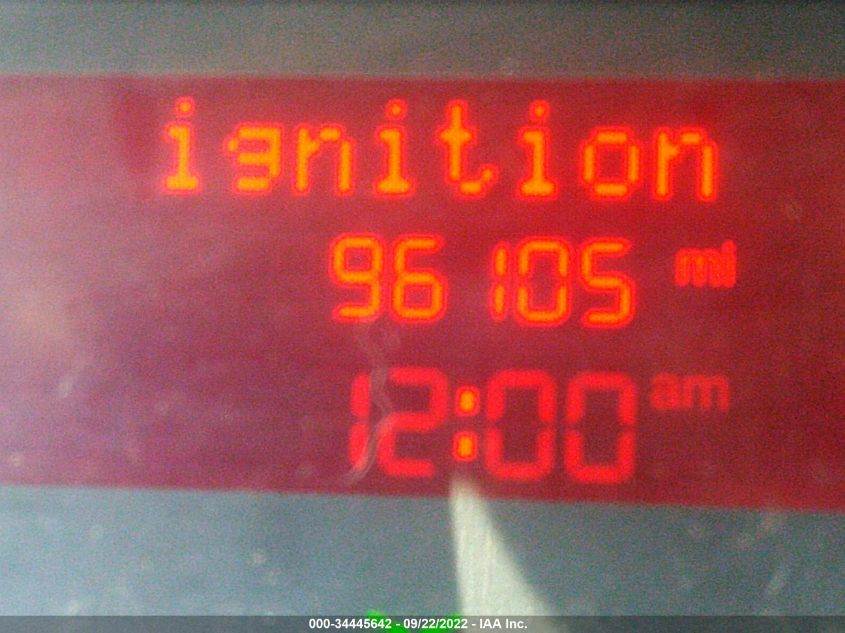 ignition
96105 mi
12:00 am
000-34445642 - 09/22/2022 - IAA Inc.